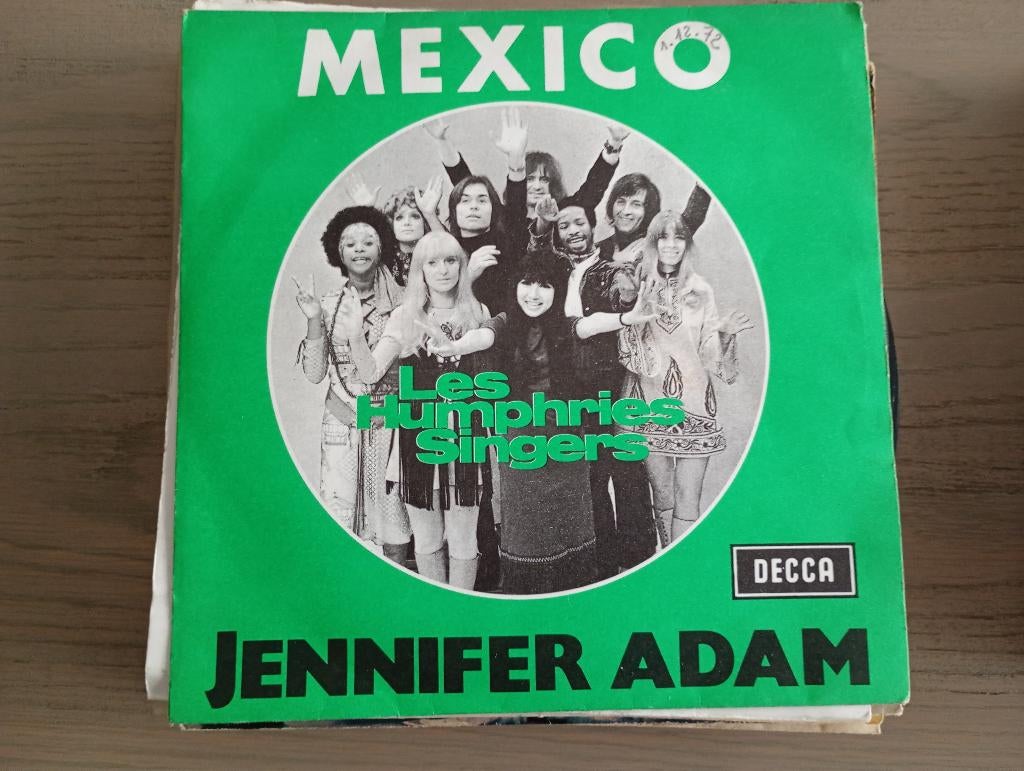 MEXICO
1.12.72
Les
Humphries
Singers
DECCA
JENNIFER ADAM